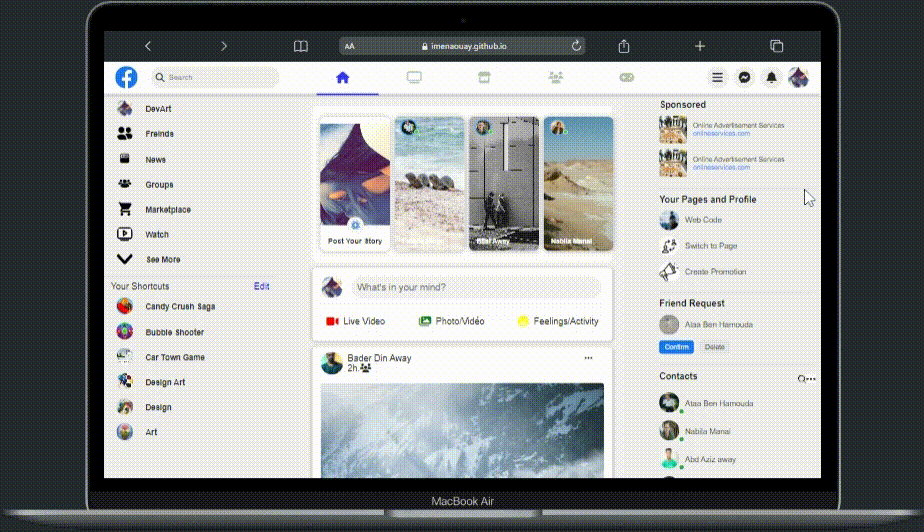 AA
imenaouay.github.io
Search
DevArt
Freinds
News
Groups
Marketplace
Watch
See More
Your Shortcuts
Edit
Candy Crush Saga
Bubble Shooter
Car Town Game
Design Art
Design
Art
Post Your Story
Bilel Away
Nabila Manai
What's in your mind?
Live Video
Photo/Vidéo
Feelings/Activity
Bader Din Away
2h
Sponsored
Online Advertisement Services
onlineservices.com
Online Advertisement Services
onlineservices.com
Your Pages and Profile
Web Code
Switch to Page
Create Promotion
Friend Request
Alaa Ben Hamouda
Confirm
Delete
Contacts
Alaa Ben Hamouda
Nabila Manai
Abd Aziz away
MacBook Air